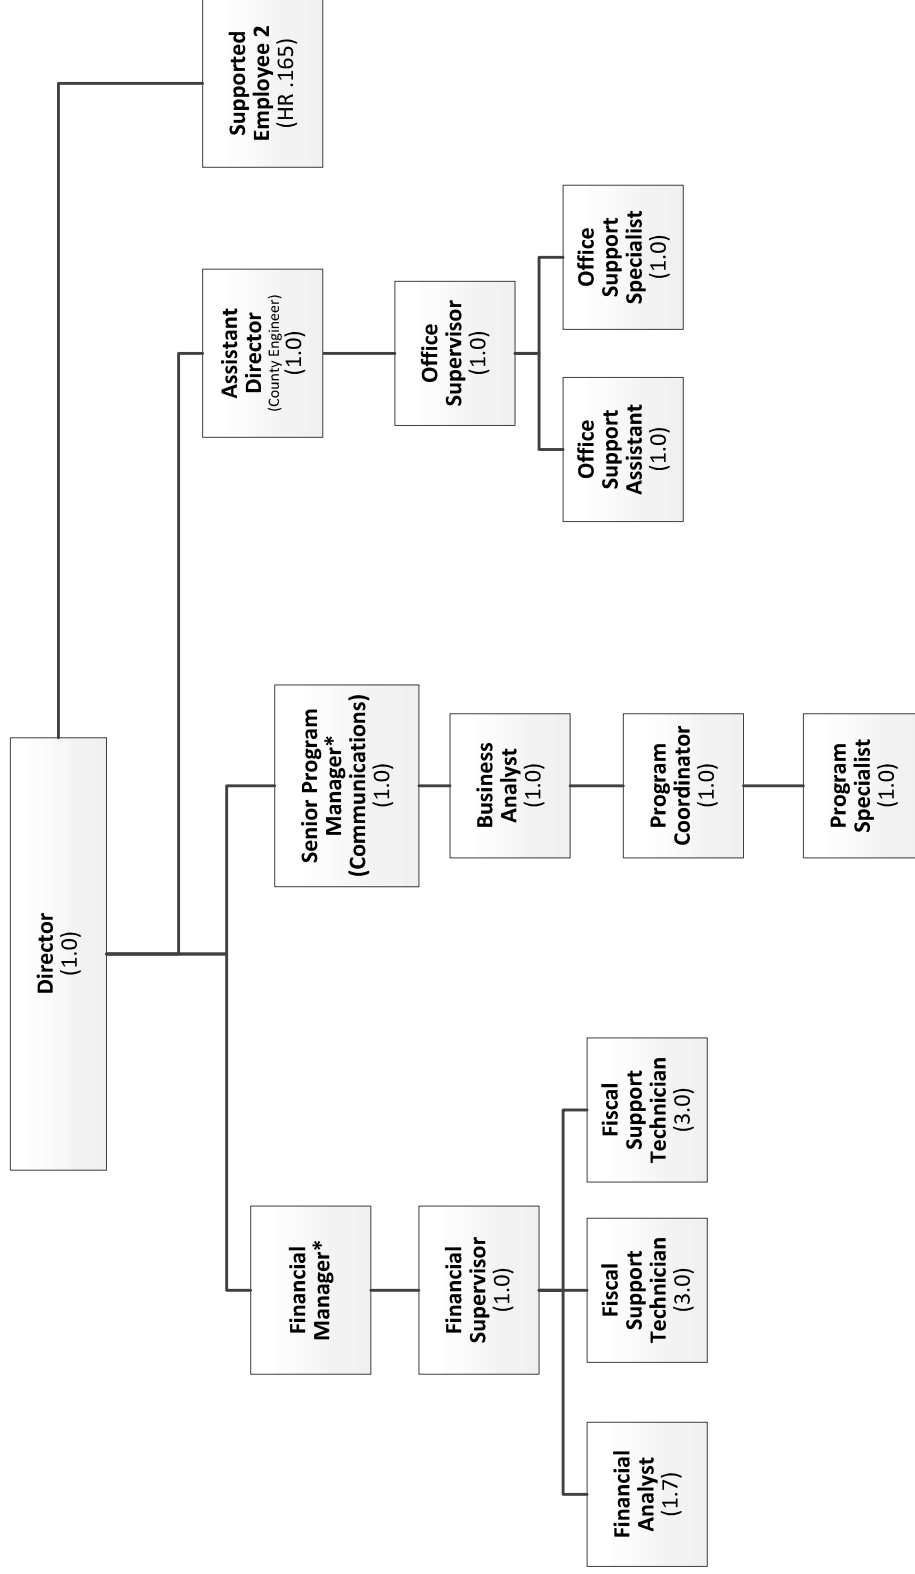 Director
(1.0)
Supported
Employee 2
(HR .165)
Assistant
Director
(County Engineer)
(1.0)
Financial
Manager*
Senior Program
Manager*
(Communications)
(1.0)
Office
Supervisor
(1.0)
Financial
Supervisor
(1.0)
Business
Analyst
(1.0)
Office
Support
Assistant
(1.0)
Office
Support
Specialist
(1.0)
Financial
Analyst
(1.7)
Fiscal
Support
Technician
(3.0)
Fiscal
Support
Technician
(3.0)
Program
Coordinator
(1.0)
Program
Specialist
(1.0)